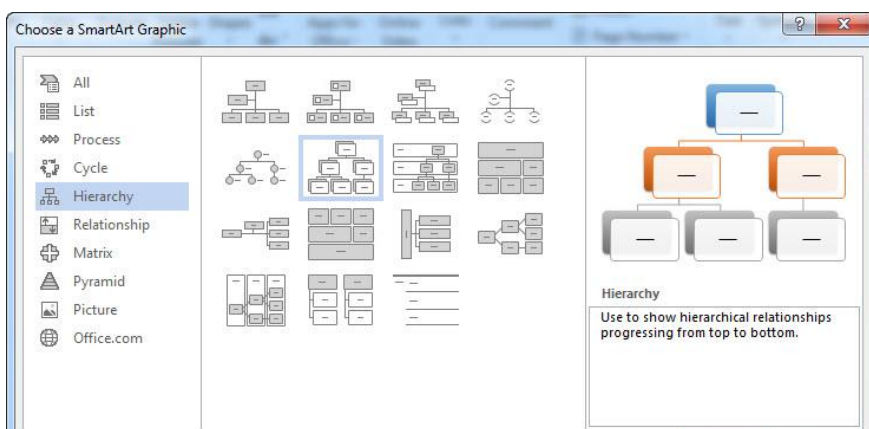 Choose a SmartArt Graphic
?
All
List
Process
Cycle
Hierarchy
Relationship
Matrix
Pyramid
Picture
Office.com
Hierarchy
Use to show hierarchical relationships
progressing from top to bottom.